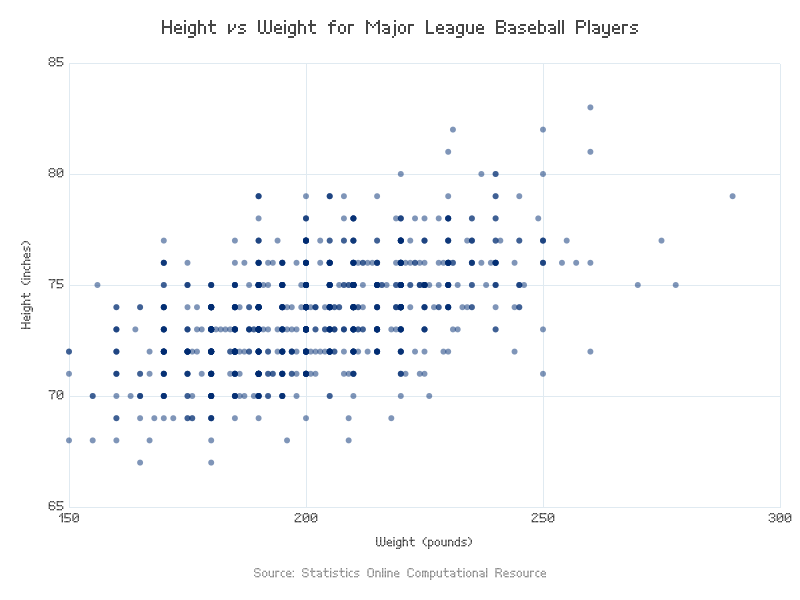 Height vs Weight for Major League Baseball Players
85
80
75
70
65
Height (inches)
150
200
250
300
Weight (pounds)
Source: Statistics Online Computational Resource